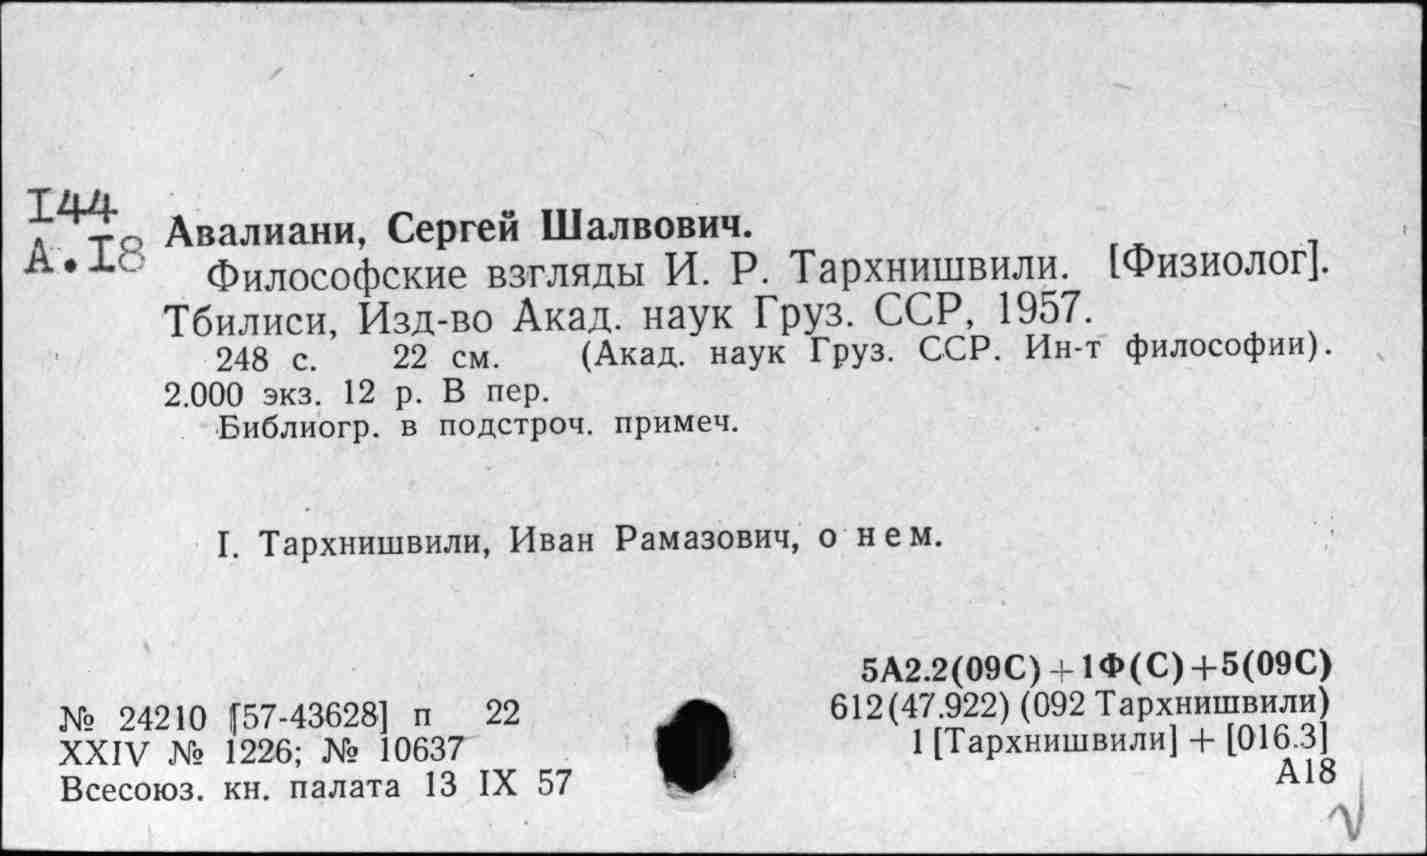 I44
А.I8
Авалиани, Сергей Шалвович.
Философские взгляды И. Р. Тархнишвили. [Физиолог].
Тбилиси, Изд-во Акад. наук Груз. ССР, 1957.
248 с. 22 см. (Акад. наук Груз. ССР. Ин-т философии).
2.000 экз. 12 р. В пер.
Библиогр. в подстроч. примеч.
I. Тархнишвили, Иван Рамазович, о нем.
5А2.2(09С) + 1Ф(С) + 5(09С)
№ 24210 [57-43628] п 22
612(47.922) (092 Тархнишвили)
XXIV № 1226; № 10637
1 [Тархнишвили] + [016.3]
Всесоюз. кн. палата 13 IX 57
А18